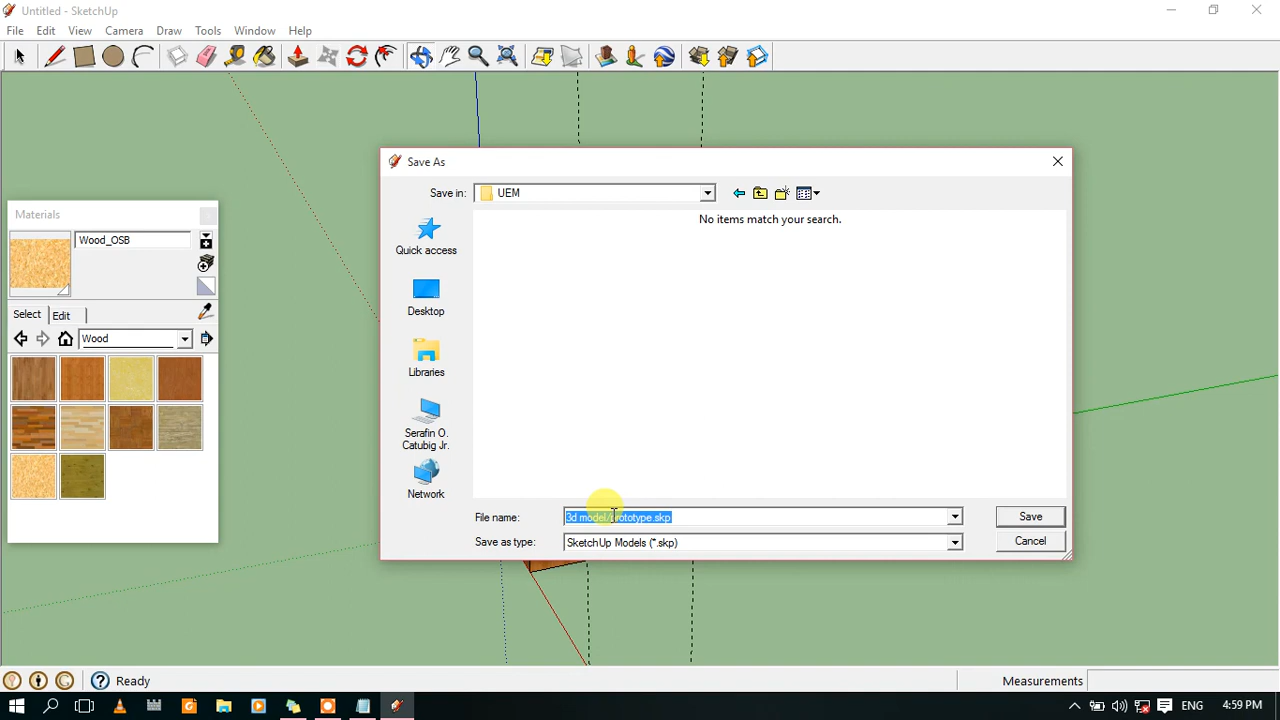 Untitled - SketchUp
File Edit View Camera Draw Tools Window Help
Save As
Save in: UEM
No items match your search.
Quick access
Desktop
Libraries
Serafin O.
Catubig Jr.
Network
File name: 3d model/prototype.skp Save
Save as type: SketchUp Models (*.skp) Cancel
Materials
Wood_OSB
Select Edit
Wood
Ready Measurements
ENG 4:59 PM